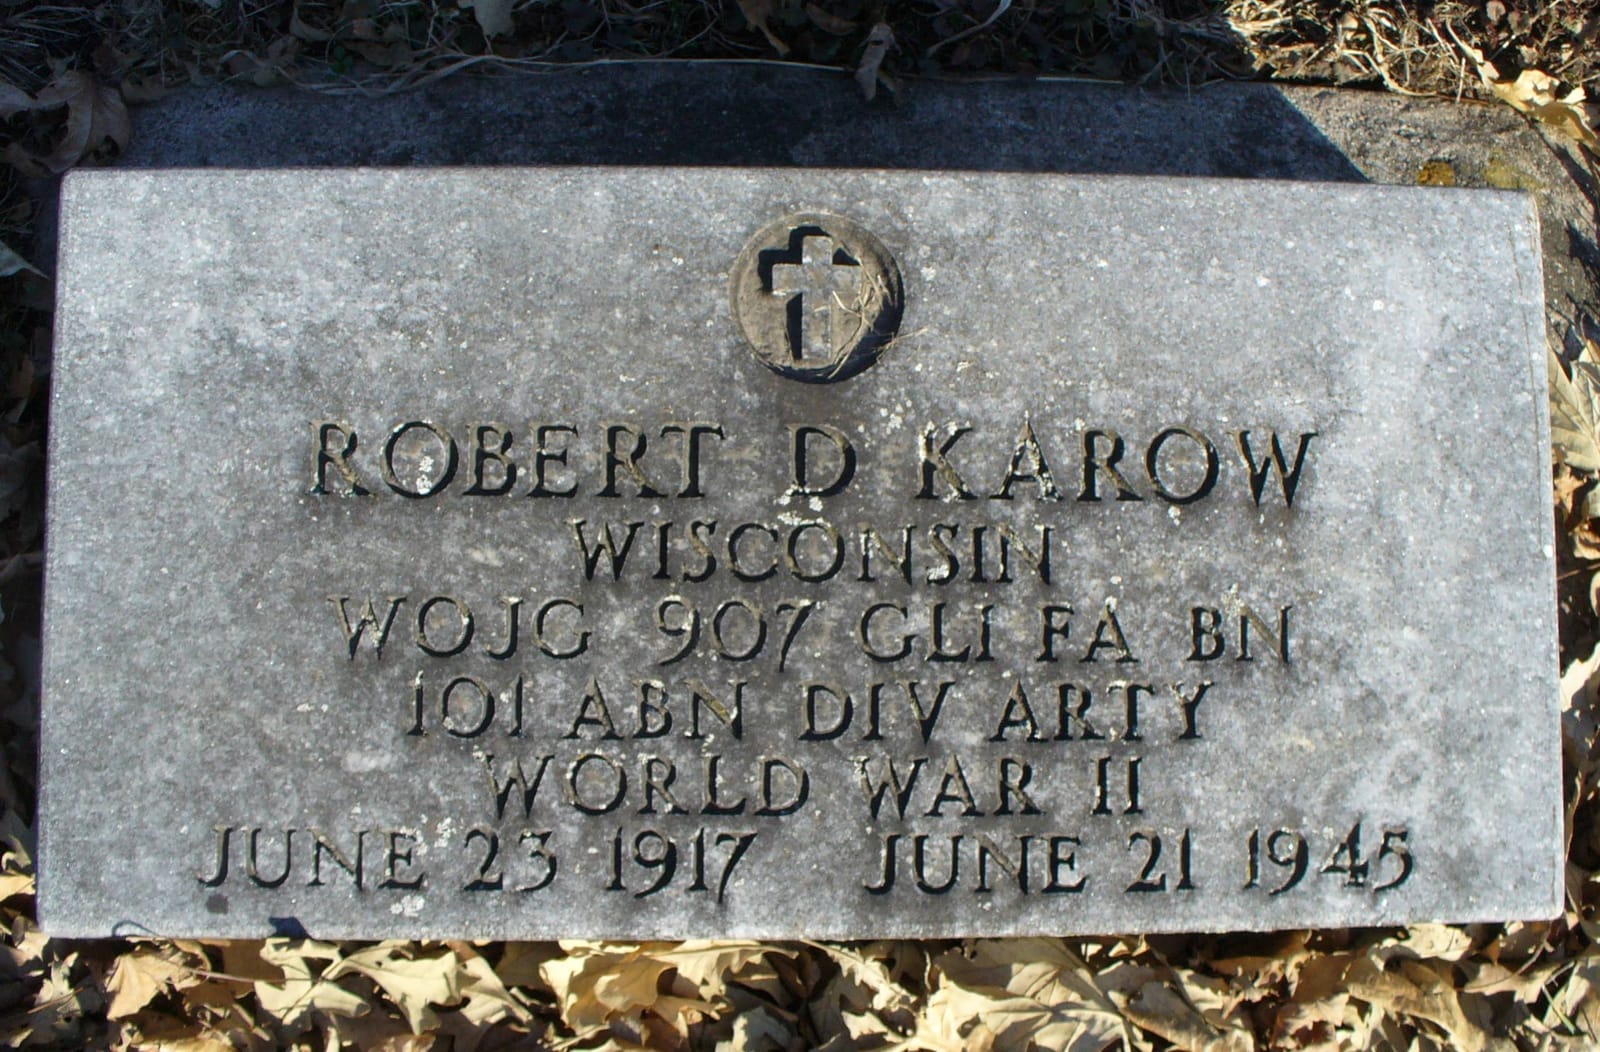 ROBERT D KAROW
WISCONSIN
WOJG 907 GLI FA BN
101 ABN DIV ARTY
WORLD WAR II
JUNE 23 1917 JUNE 21 1945